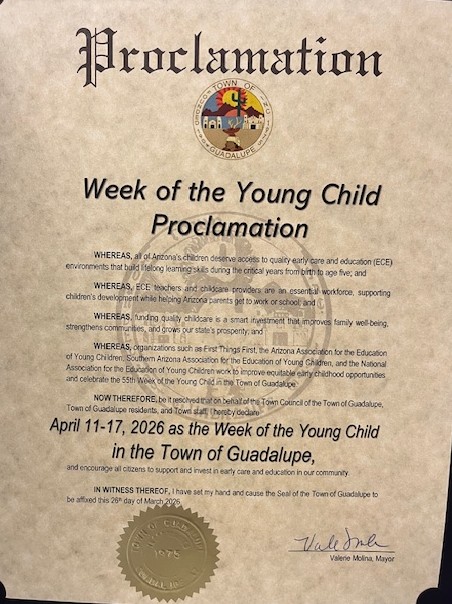 Proclamation
TOWN OF
GUADALUPE
Week of the Young Child
Proclamation
WHEREAS, all of Arizona's children deserve access to quality early care and education (ECE)
environments that build lifelong learning skills during the critical years from birth to age five; and
WHEREAS, ECE teachers and childcare providers are an essential workforce, supporting
children's development while helping Arizona parents get to work or school; and
WHEREAS, funding quality childcare is a smart investment that improves family well-being,
strengthens communities, and grows our state's prosperity; and
WHEREAS, organizations such as First Things First, the Arizona Association for the Education
of Young Children, Southern Arizona Association for the Education of Young Children, and the National
Association for the Education of Young Children work to improve equitable early childhood opportunities
and celebrate the 55th Week of the Young Child in the Town of Guadalupe.
NOW THEREFORE, be it resolved that on behalf of the Town Council of the Town of Guadalupe,
Town of Guadalupe residents, and Town staff, I hereby declare
April 11-17, 2026 as the Week of the Young Child
in the Town of Guadalupe,
and encourage all citizens to support and invest in early care and education in our community.
IN WITNESS THEREOF, I have set my hand and cause the Seal of the Town of Guadalupe to
be affixed this 26th day of March 2026.
1975
Valerie Molina, Mayor